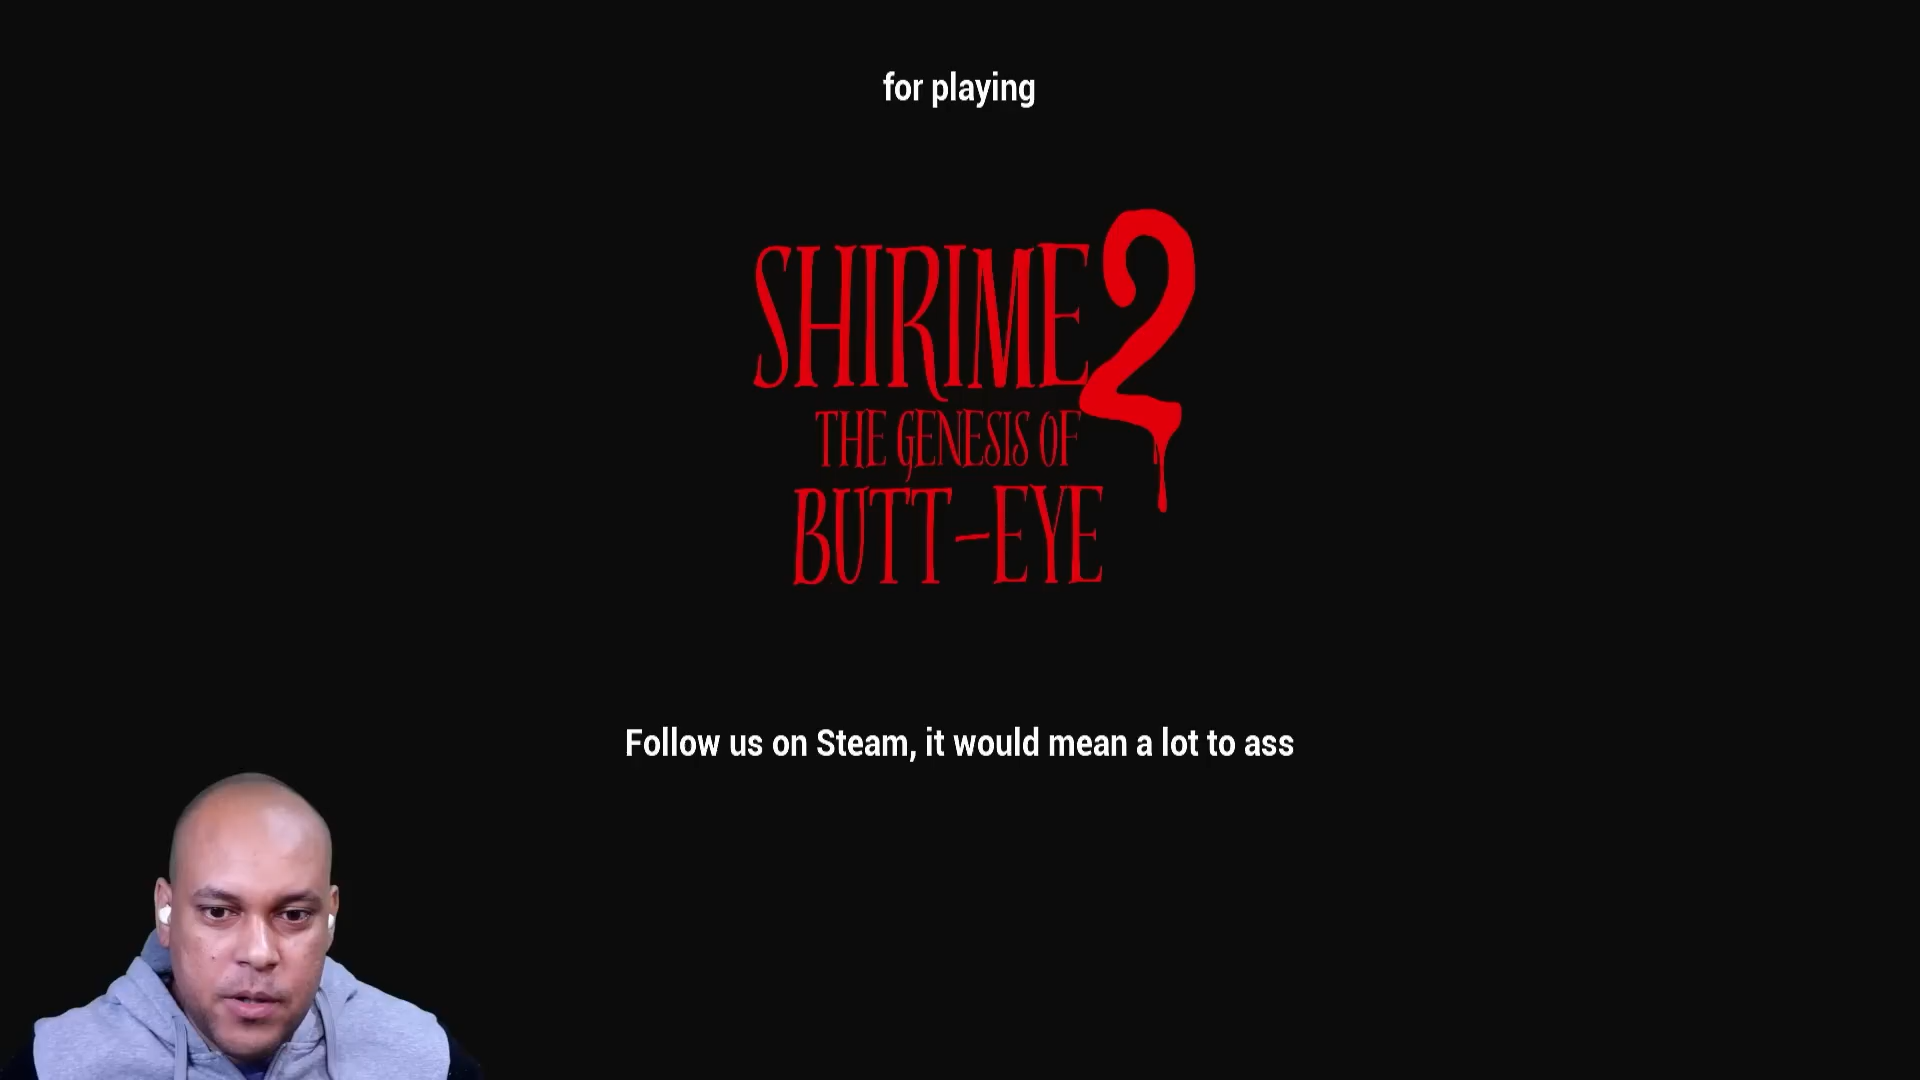 for playing
SHIRIME 2
THE GENESIS OF
BUTT-EYE
Follow us on Steam, it would mean a lot to ass